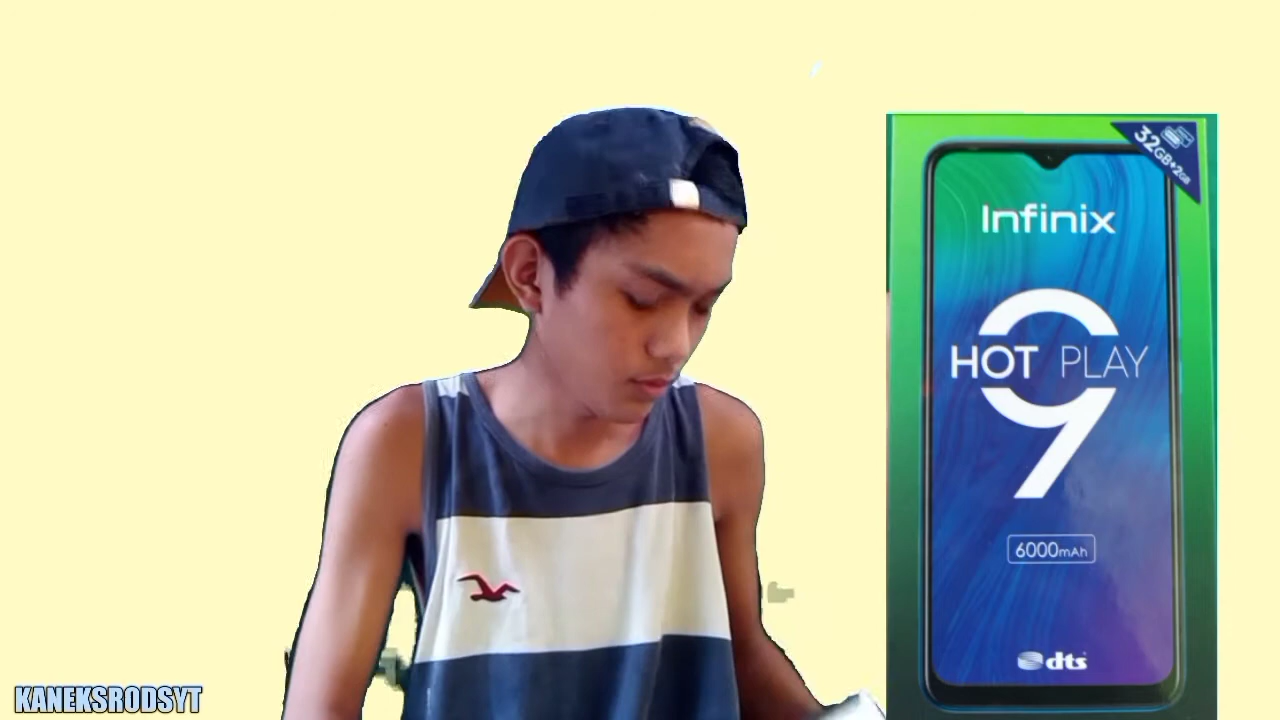 32GB+2GB
Infinix
9
HOT PLAY
6000mAh
dts
KANEKSRODSYT